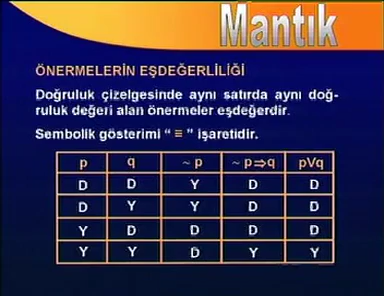 Mantık
ÖNERMELERİN EŞDEĞERLİLİĞİ
Doğruluk çizelgesinde aynı satırda aynı doğ-
ruluk değeri alan önermeler eşdeğerdir.
Sembolik gösterimi “ ≡ ” işaretidir.
p q ~ p ~ p⇒q pVq
D D Y D D
D Y Y D D
Y D D D D
Y Y D Y Y